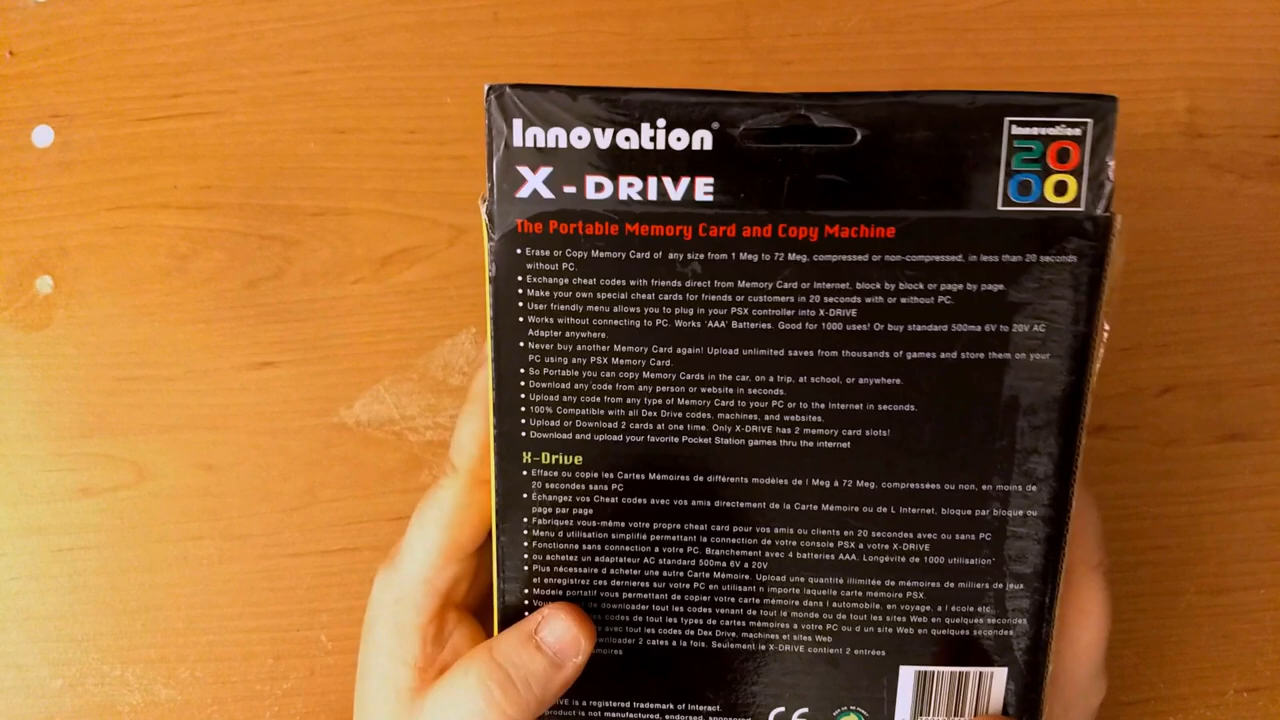 Innovation®
X-DRIVE
Innovation®
20
00
The Portable Memory Card and Copy Machine
• Erase or Copy Memory Card of any size from 1 Meg to 72 Meg, compressed or non-compressed, in less than 20 seconds
without PC.
• Exchange cheat codes with friends direct from Memory Card or Internet, block by block or page by page.
• Make your own special cheat cards for friends or customers in 20 seconds with or without PC.
• User friendly menu allows you to plug in your PSX controller into X-DRIVE
• Works without connecting to PC. Works 'AAA' Batteries. Good for 1000 uses! Or buy standard 500ma 6V to 20V AC
Adapter anywhere.
• Never buy another Memory Card again! Upload unlimited saves from thousands of games and store them on your
PC using any PSX Memory Card.
• So Portable you can copy Memory Cards in the car, on a trip, at school, or anywhere.
• Download any code from any person or website in seconds.
• Upload any code from any type of Memory Card to your PC or to the Internet in seconds.
• 100% Compatible with all Dex Drive codes, machines, and websites.
• Upload or Download 2 cards at one time. Only X-DRIVE has 2 memory card slots!
• Download and upload your favorite Pocket Station games thru the internet
X-Drive
• Efface ou copie les Cartes Mémoires de différents modèles de I Meg à 72 Meg, compressées ou non, en moins de
20 secondes sans PC
• Échangez vos Cheat codes avec vos amis directement de la Carte Mémoire ou de L Internet, bloque par bloque ou
page par page
• Fabriquez vous-même votre propre cheat card pour vos amis ou clients en 20 secondes avec ou sans PC
• Menu d utilisation simplifié permettant la connection de votre console PSX a votre X-DRIVE
• Fonctionne sans connection a votre PC. Branchement avec 4 batteries AAA. Longévité de 1000 utilisation"
• ou achetez un adaptateur AC standard 500ma 6V a 20V
• Plus nécessaire d acheter une autre Carte Mémoire. Upload une quantité illimitée de mémoires de milliers de jeux
et enregistrez ces dernieres sur votre PC en utilisant n importe laquelle carte mémoire PSX.
• Modele portatif vous permettant de copier votre carte mémoire dans l automobile, en voyage, a l école etc.
• de downloader tout les codes venant de tout le monde ou de tout les sites Web en quelques secondes
codes de tout les types de cartes mémoires a votre PC ou d un site Web en quelques secondes
avec tout les codes de Dex Drive, machines et sites Web
2 cates a la fois. Seulement le X-DRIVE contient 2 entrées
is a registered trademark of Interact.
product is not manufactured, endorsed, sponsored
CE